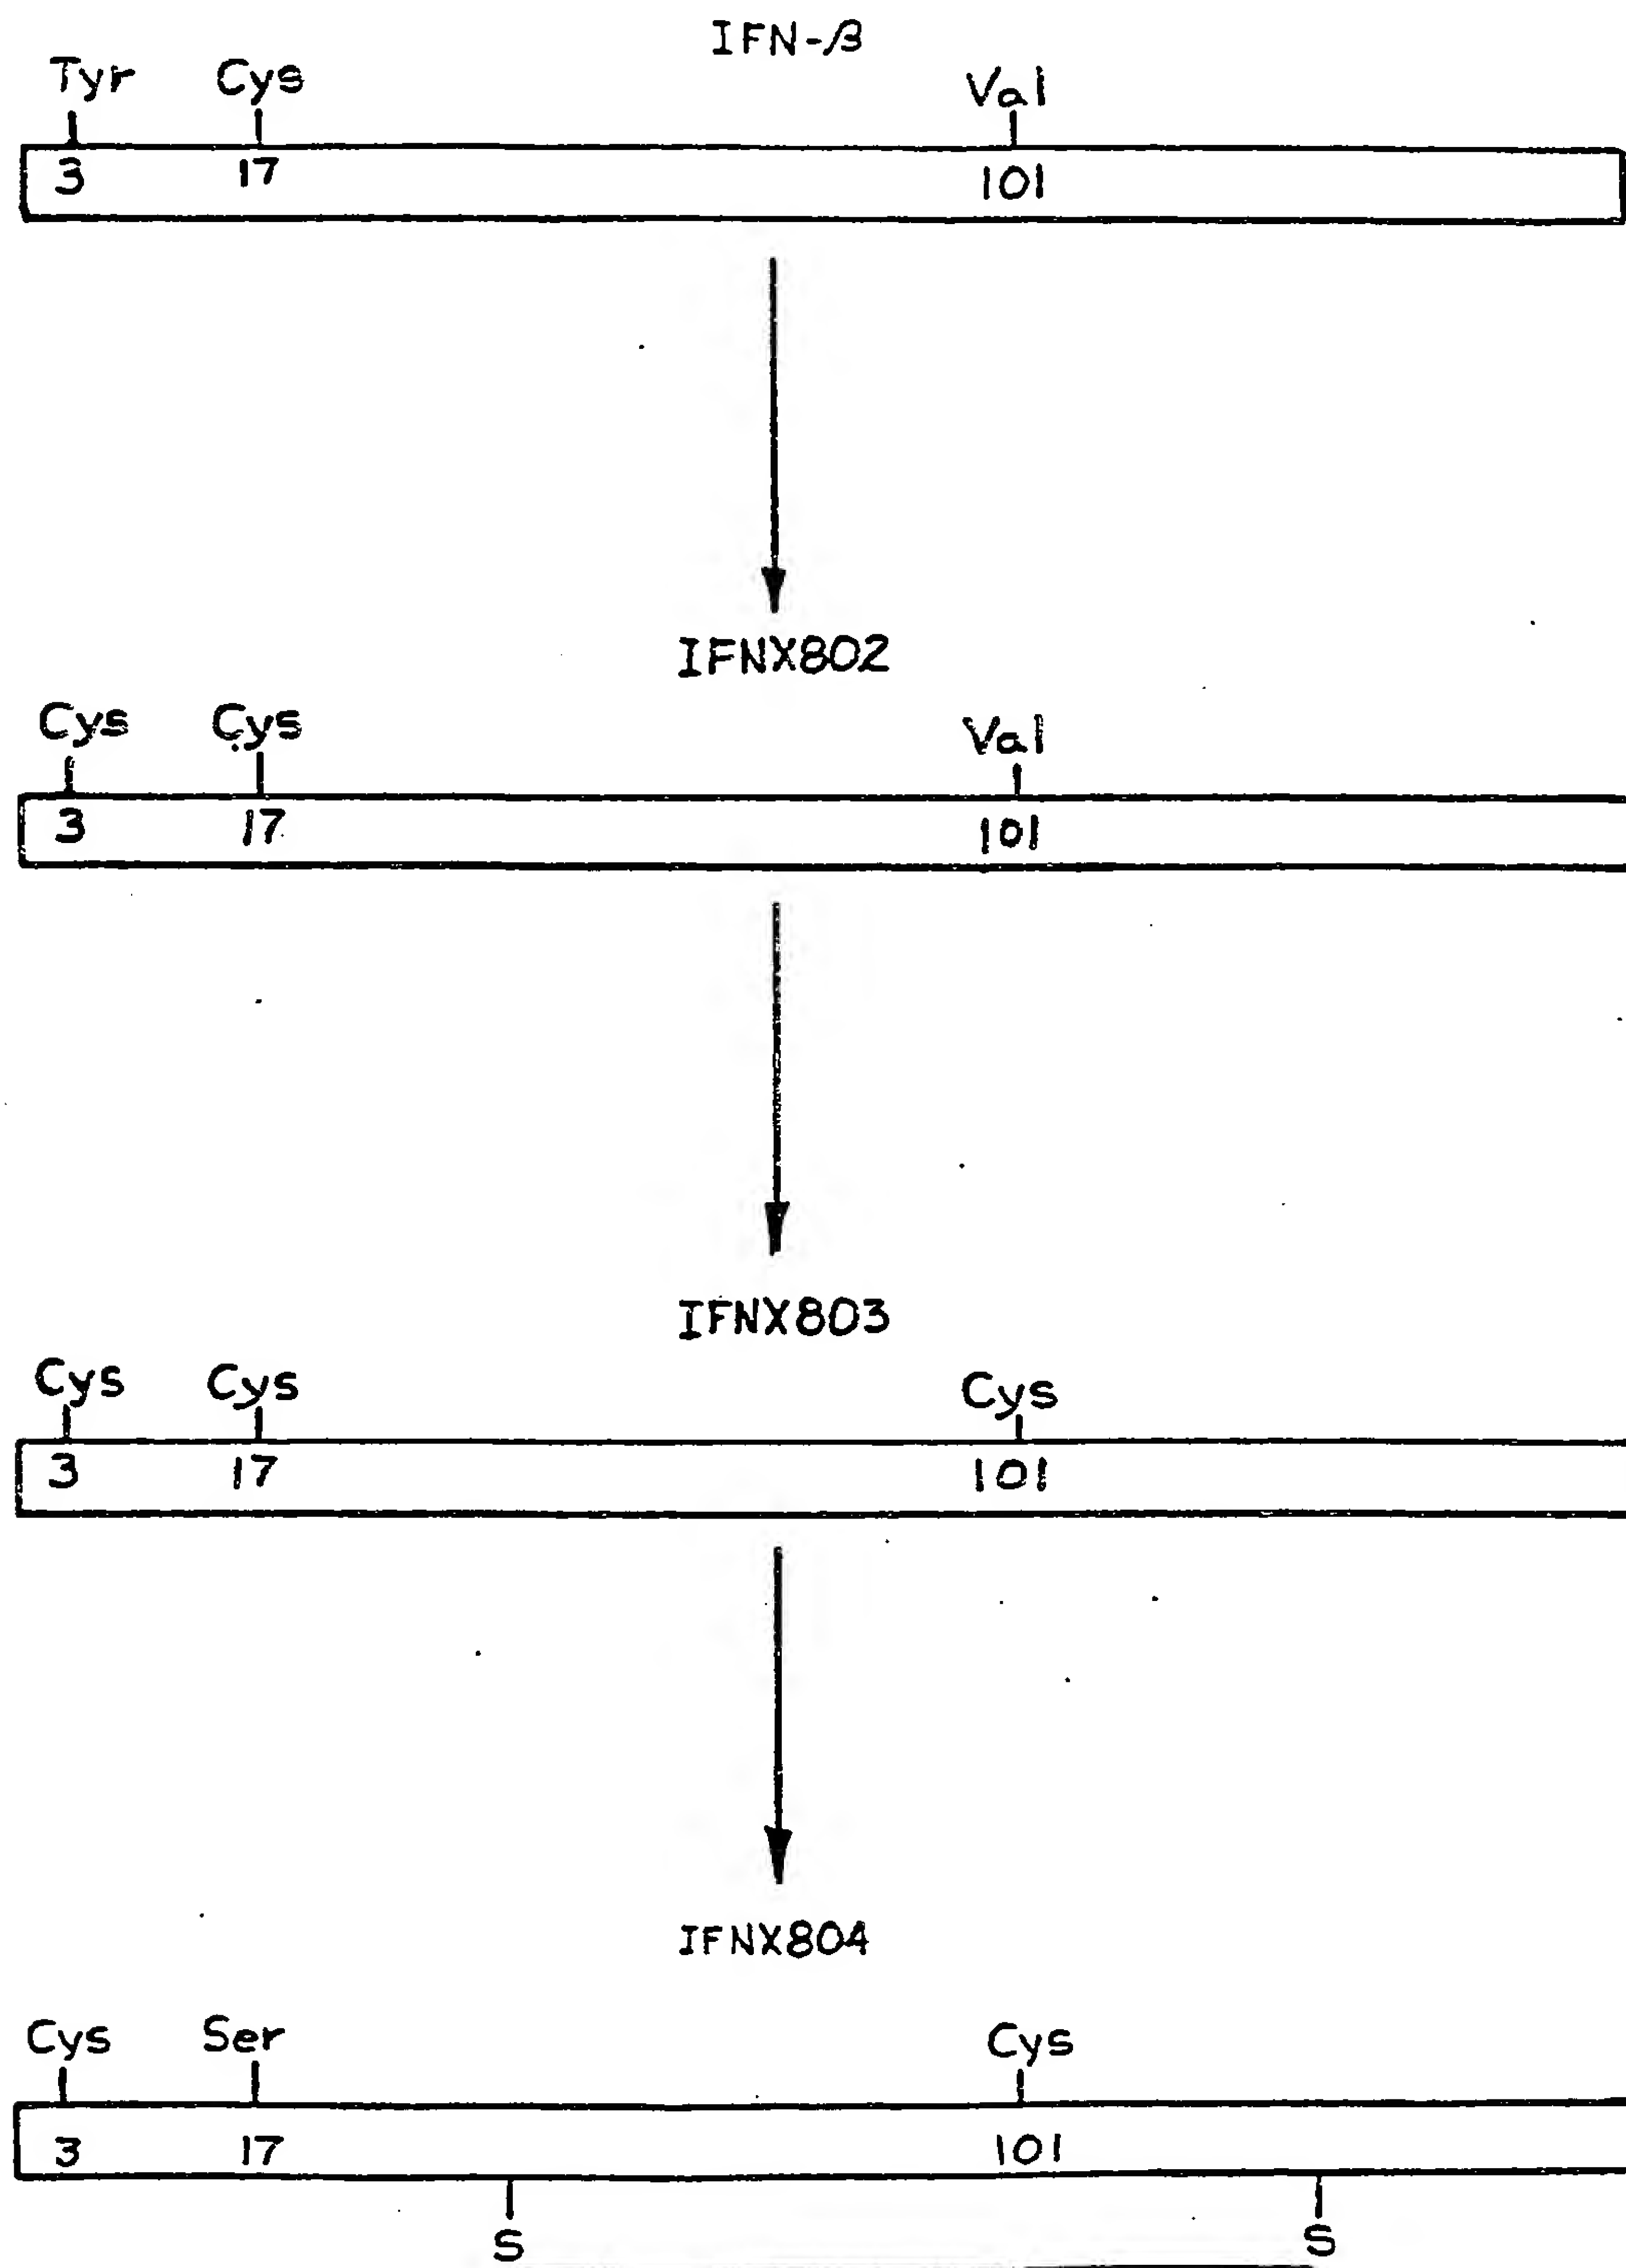 IFN-β
Tyr Cys Val
3 17 101
IFNX802
Cys Cys Val
3 17 101
IFNX803
Cys Cys Cys
3 17 101
IFNX804
Cys Ser Cys
3 17 101
S S